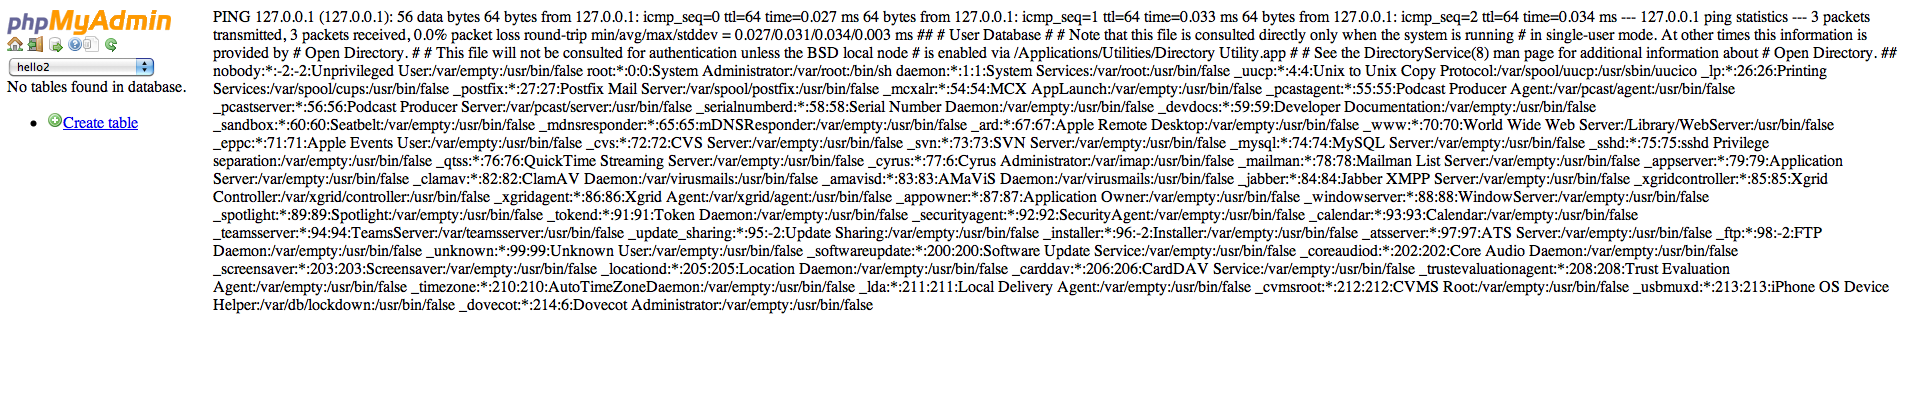 phpMyAdmin
hello2
No tables found in database.
Create table
PING 127.0.0.1 (127.0.0.1): 56 data bytes 64 bytes from 127.0.0.1: icmp_seq=0 ttl=64 time=0.027 ms 64 bytes from 127.0.0.1: icmp_seq=1 ttl=64 time=0.033 ms 64 bytes from 127.0.0.1: icmp_seq=2 ttl=64 time=0.034 ms --- 127.0.0.1 ping statistics --- 3 packets
transmitted, 3 packets received, 0.0% packet loss round-trip min/avg/max/stddev = 0.027/0.031/0.034/0.003 ms ## # User Database # # Note that this file is consulted directly only when the system is running # in single-user mode. At other times this information is
provided by # Open Directory. # # This file will not be consulted for authentication unless the BSD local node # is enabled via /Applications/Utilities/Directory Utility.app # # See the DirectoryService(8) man page for additional information about # Open Directory. ##
nobody:*:-2:-2:Unprivileged User:/var/empty:/usr/bin/false root:*:0:0:System Administrator:/var/root:/bin/sh daemon:*:1:1:System Services:/var/root:/usr/bin/false _uucp:*:4:4:Unix to Unix Copy Protocol:/var/spool/uucp:/usr/sbin/uucico _lp:*:26:26:Printing
Services:/var/spool/cups:/usr/bin/false _postfix:*:27:27:Postfix Mail Server:/var/spool/postfix:/usr/bin/false _mcxalr:*:54:54:MCX AppLaunch:/var/empty:/usr/bin/false _pcastagent:*:55:55:Podcast Producer Agent:/var/pcast/agent:/usr/bin/false
_pcastserver:*:56:56:Podcast Producer Server:/var/pcast/server:/usr/bin/false _serialnumberd:*:58:58:Serial Number Daemon:/var/empty:/usr/bin/false _devdocs:*:59:59:Developer Documentation:/var/empty:/usr/bin/false
_sandbox:*:60:60:Seatbelt:/var/empty:/usr/bin/false _mdnsresponder:*:65:65:mDNSResponder:/var/empty:/usr/bin/false _ard:*:67:67:Apple Remote Desktop:/var/empty:/usr/bin/false _www:*:70:70:World Wide Web Server:/Library/WebServer:/usr/bin/false
_eppc:*:71:71:Apple Events User:/var/empty:/usr/bin/false _cvs:*:72:72:CVS Server:/var/empty:/usr/bin/false _svn:*:73:73:SVN Server:/var/empty:/usr/bin/false _mysql:*:74:74:MySQL Server:/var/empty:/usr/bin/false _sshd:*:75:75:sshd Privilege
separation:/var/empty:/usr/bin/false _qtss:*:76:76:QuickTime Streaming Server:/var/empty:/usr/bin/false _cyrus:*:77:6:Cyrus Administrator:/var/imap:/usr/bin/false _mailman:*:78:78:Mailman List Server:/var/empty:/usr/bin/false _appserver:*:79:79:Application
Server:/var/empty:/usr/bin/false _clamav:*:82:82:ClamAV Daemon:/var/virusmails:/usr/bin/false _amavisd:*:83:83:AMaViS Daemon:/var/virusmails:/usr/bin/false _jabber:*:84:84:Jabber XMPP Server:/var/empty:/usr/bin/false _xgridcontroller:*:85:85:Xgrid
Controller:/var/xgrid/controller:/usr/bin/false _xgridagent:*:86:86:Xgrid Agent:/var/xgrid/agent:/usr/bin/false _appowner:*:87:87:Application Owner:/var/empty:/usr/bin/false _windowserver:*:88:88:WindowServer:/var/empty:/usr/bin/false
_spotlight:*:89:89:Spotlight:/var/empty:/usr/bin/false _tokend:*:91:91:Token Daemon:/var/empty:/usr/bin/false _securityagent:*:92:92:SecurityAgent:/var/empty:/usr/bin/false _calendar:*:93:93:Calendar:/var/empty:/usr/bin/false
_teamsserver:*:94:94:TeamsServer:/var/teamsserver:/usr/bin/false _update_sharing:*:95:-2:Update Sharing:/var/empty:/usr/bin/false _installer:*:96:-2:Installer:/var/empty:/usr/bin/false _atsserver:*:97:97:ATS Server:/var/empty:/usr/bin/false _ftp:*:98:-2:FTP
Daemon:/var/empty:/usr/bin/false _unknown:*:99:99:Unknown User:/var/empty:/usr/bin/false _softwareupdate:*:200:200:Software Update Service:/var/empty:/usr/bin/false _coreaudiod:*:202:202:Core Audio Daemon:/var/empty:/usr/bin/false
_screensaver:*:203:203:Screensaver:/var/empty:/usr/bin/false _locationd:*:205:205:Location Daemon:/var/empty:/usr/bin/false _carddav:*:206:206:CardDAV Service:/var/empty:/usr/bin/false _trustevaluationagent:*:208:208:Trust Evaluation
Agent:/var/empty:/usr/bin/false _timezone:*:210:210:AutoTimeZoneDaemon:/var/empty:/usr/bin/false _lda:*:211:211:Local Delivery Agent:/var/empty:/usr/bin/false _cvmsroot:*:212:212:CVMS Root:/var/empty:/usr/bin/false _usbmuxd:*:213:213:iPhone OS Device
Helper:/var/db/lockdown:/usr/bin/false _dovecot:*:214:6:Dovecot Administrator:/var/empty:/usr/bin/false